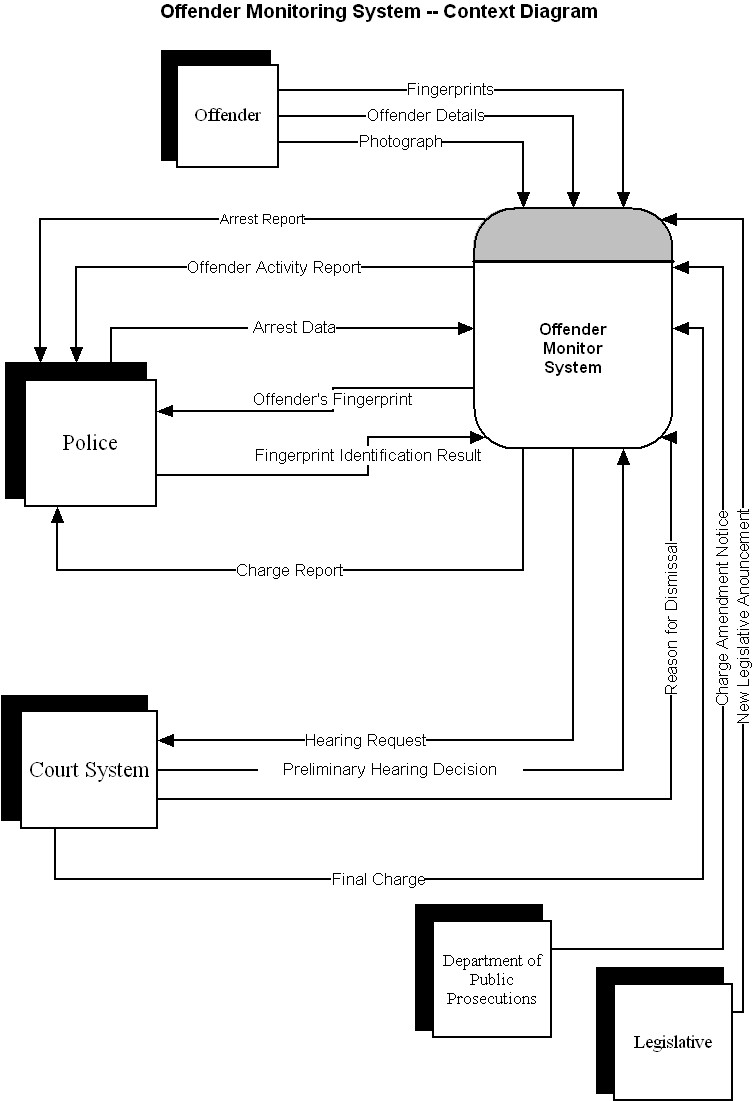 Offender Monitoring System -- Context Diagram
Fingerprints
Offender
Offender Details
Photograph
Arrest Report
Offender Activity Report
Arrest Data
Offender
Monitor
System
Offender's Fingerprint
Police
Fingerprint Identification Result
Charge Report
Reason for Dismissal
Charge Amendment Notice
New Legislative Anouncement
Hearing Request
Court System
Preliminary Hearing Decision
Final Charge
Department of
Public
Prosecutions
Legislative